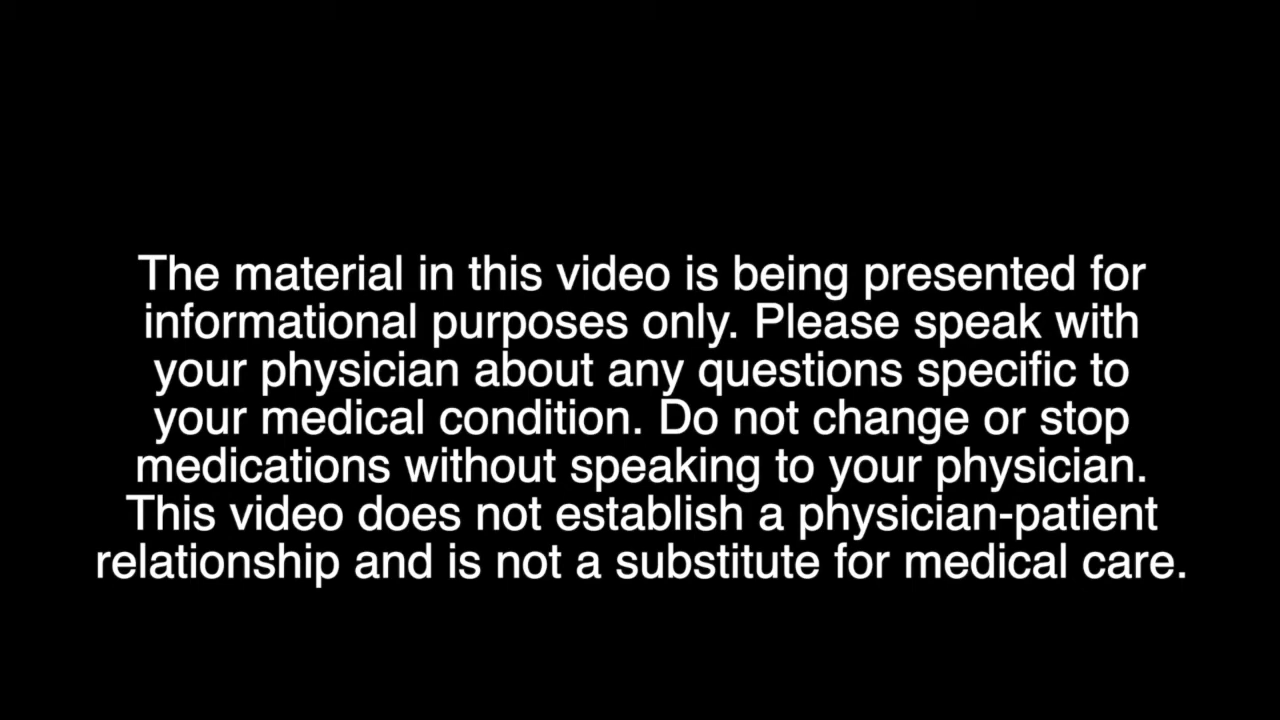 The material in this video is being presented for
informational purposes only. Please speak with
your physician about any questions specific to
your medical condition. Do not change or stop
medications without speaking to your physician.
This video does not establish a physician-patient
relationship and is not a substitute for medical care.